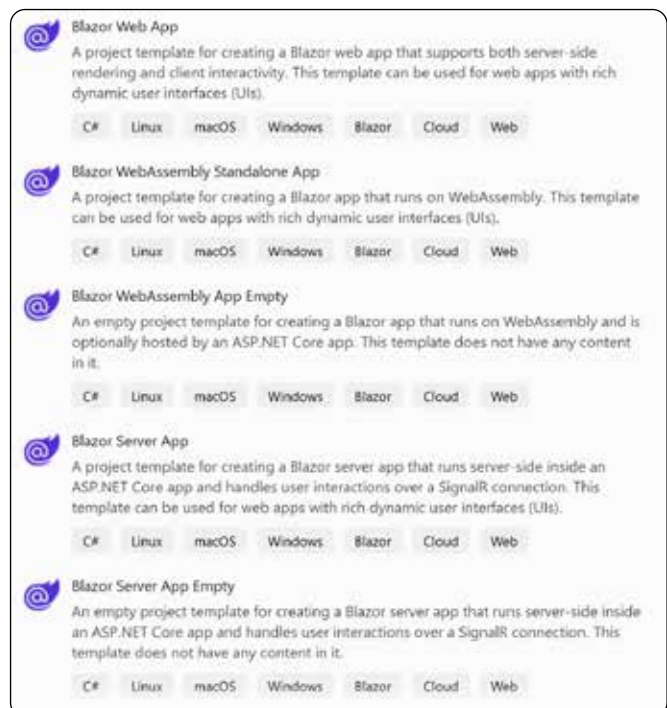 Blazor Web App
A project template for creating a Blazor web app that supports both server-side
rendering and client interactivity. This template can be used for web apps with rich
dynamic user interfaces (UIs).
C# Linux macOS Windows Blazor Cloud Web
Blazor WebAssembly Standalone App
A project template for creating a Blazor app that runs on WebAssembly. This template
can be used for web apps with rich dynamic user interfaces (UIs).
C# Linux macOS Windows Blazor Cloud Web
Blazor WebAssembly App Empty
An empty project template for creating a Blazor app that runs on WebAssembly and is
optionally hosted by an ASP.NET Core app. This template does not have any content
in it.
C# Linux macOS Windows Blazor Cloud Web
Blazor Server App
A project template for creating a Blazor server app that runs server-side inside an
ASP.NET Core app and handles user interactions over a SignalR connection. This
template can be used for web apps with rich dynamic user interfaces (UIs).
C# Linux macOS Windows Blazor Cloud Web
Blazor Server App Empty
An empty project template for creating a Blazor server app that runs server-side inside
an ASP.NET Core app and handles user interactions over a SignalR connection. This
template does not have any content in it.
C# Linux macOS Windows Blazor Cloud Web